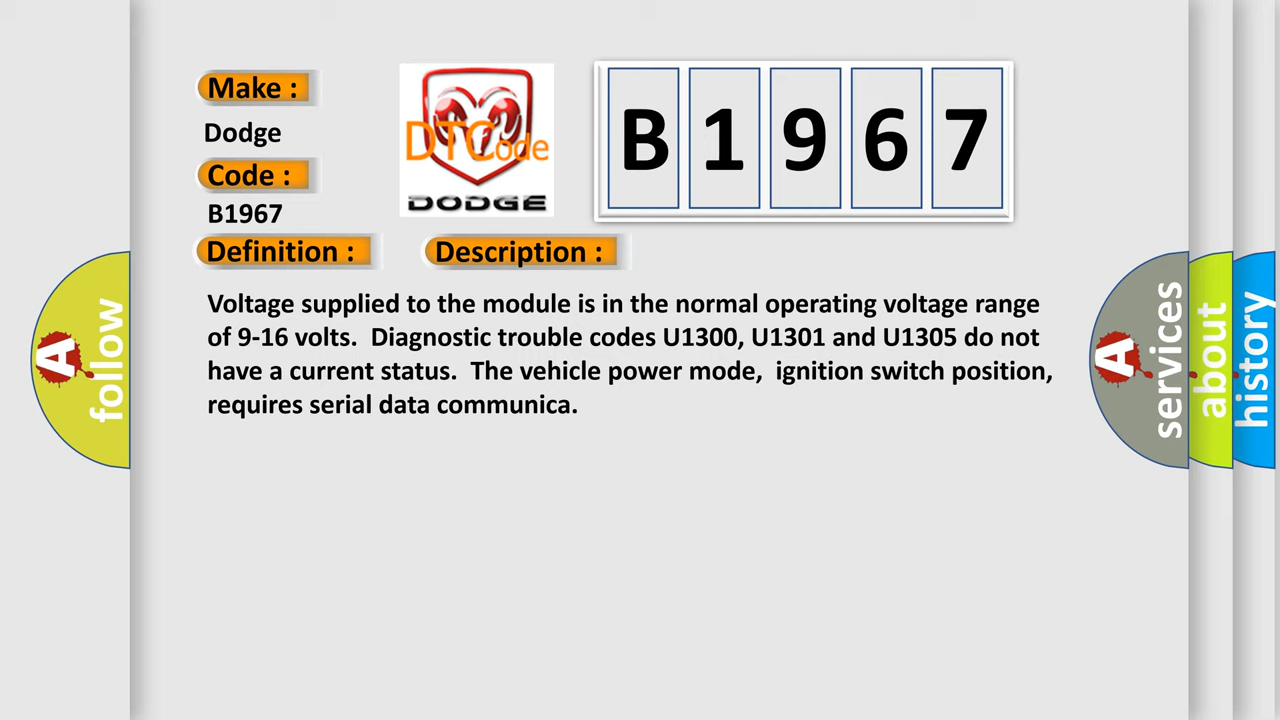 Make :
Dodge
Code :
B1967
Definition :
Description :
DTCode
DODGE
B 1 9 6 7
Voltage supplied to the module is in the normal operating voltage range
of 9-16 volts. Diagnostic trouble codes U1300, U1301 and U1305 do not
have a current status. The vehicle power mode, ignition switch position,
requires serial data communica.
A follow
A services
about
history